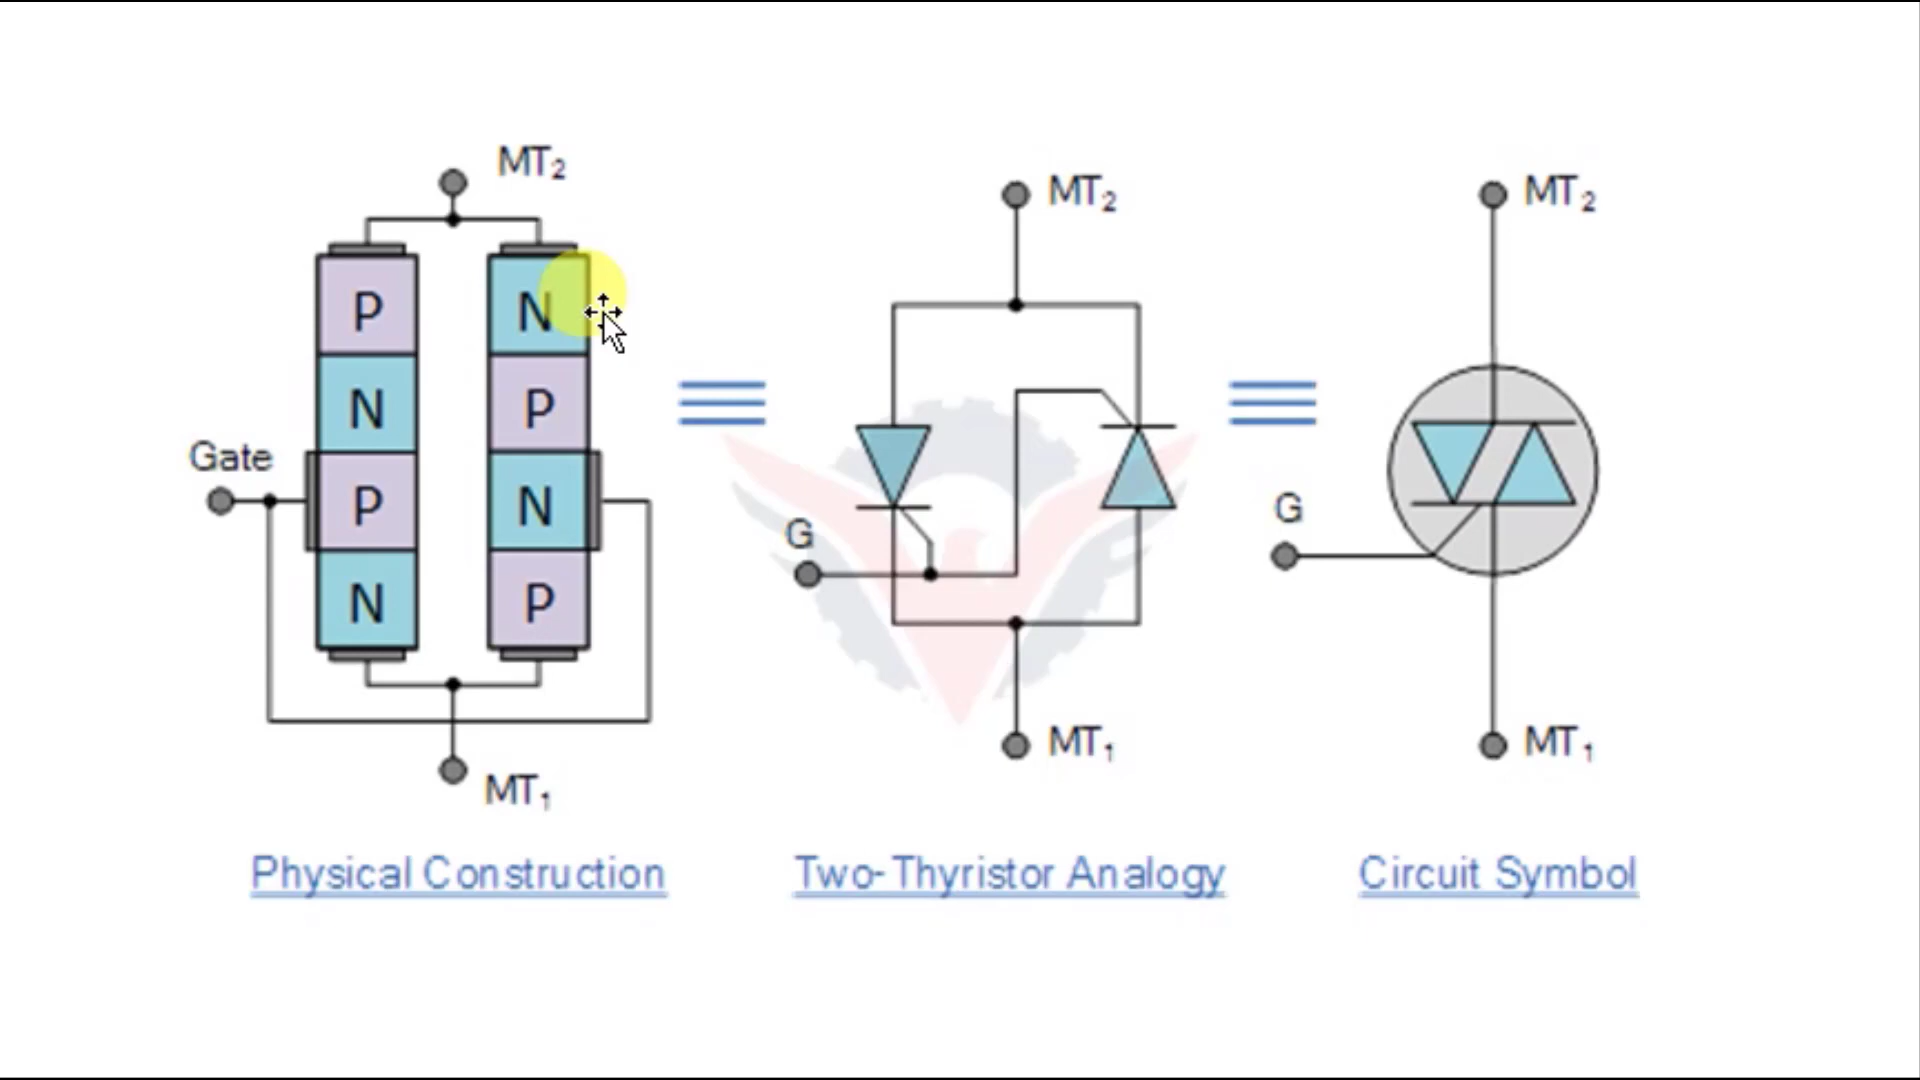 MT₂
P N
N P
Gate
P N
N P
MT₁
Physical Construction
MT₂
G
MT₁
Two-Thyristor Analogy
MT₂
G
MT₁
Circuit Symbol